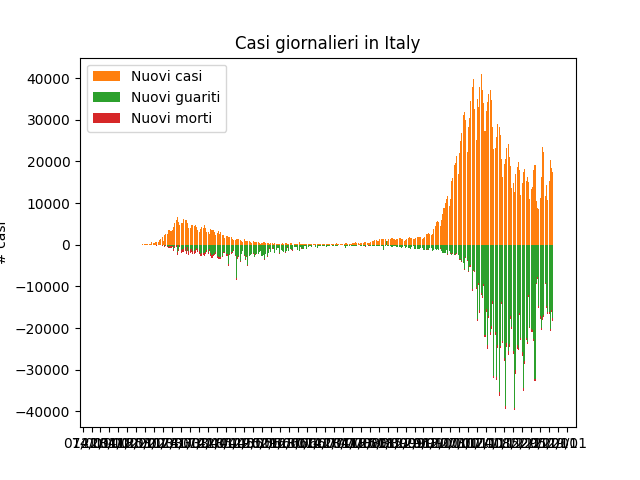 Casi giornalieri in Italy
Nuovi casi
Nuovi guariti
Nuovi morti
40000
30000
20000
10000
0
−10000
−20000
−30000
−40000
# casi